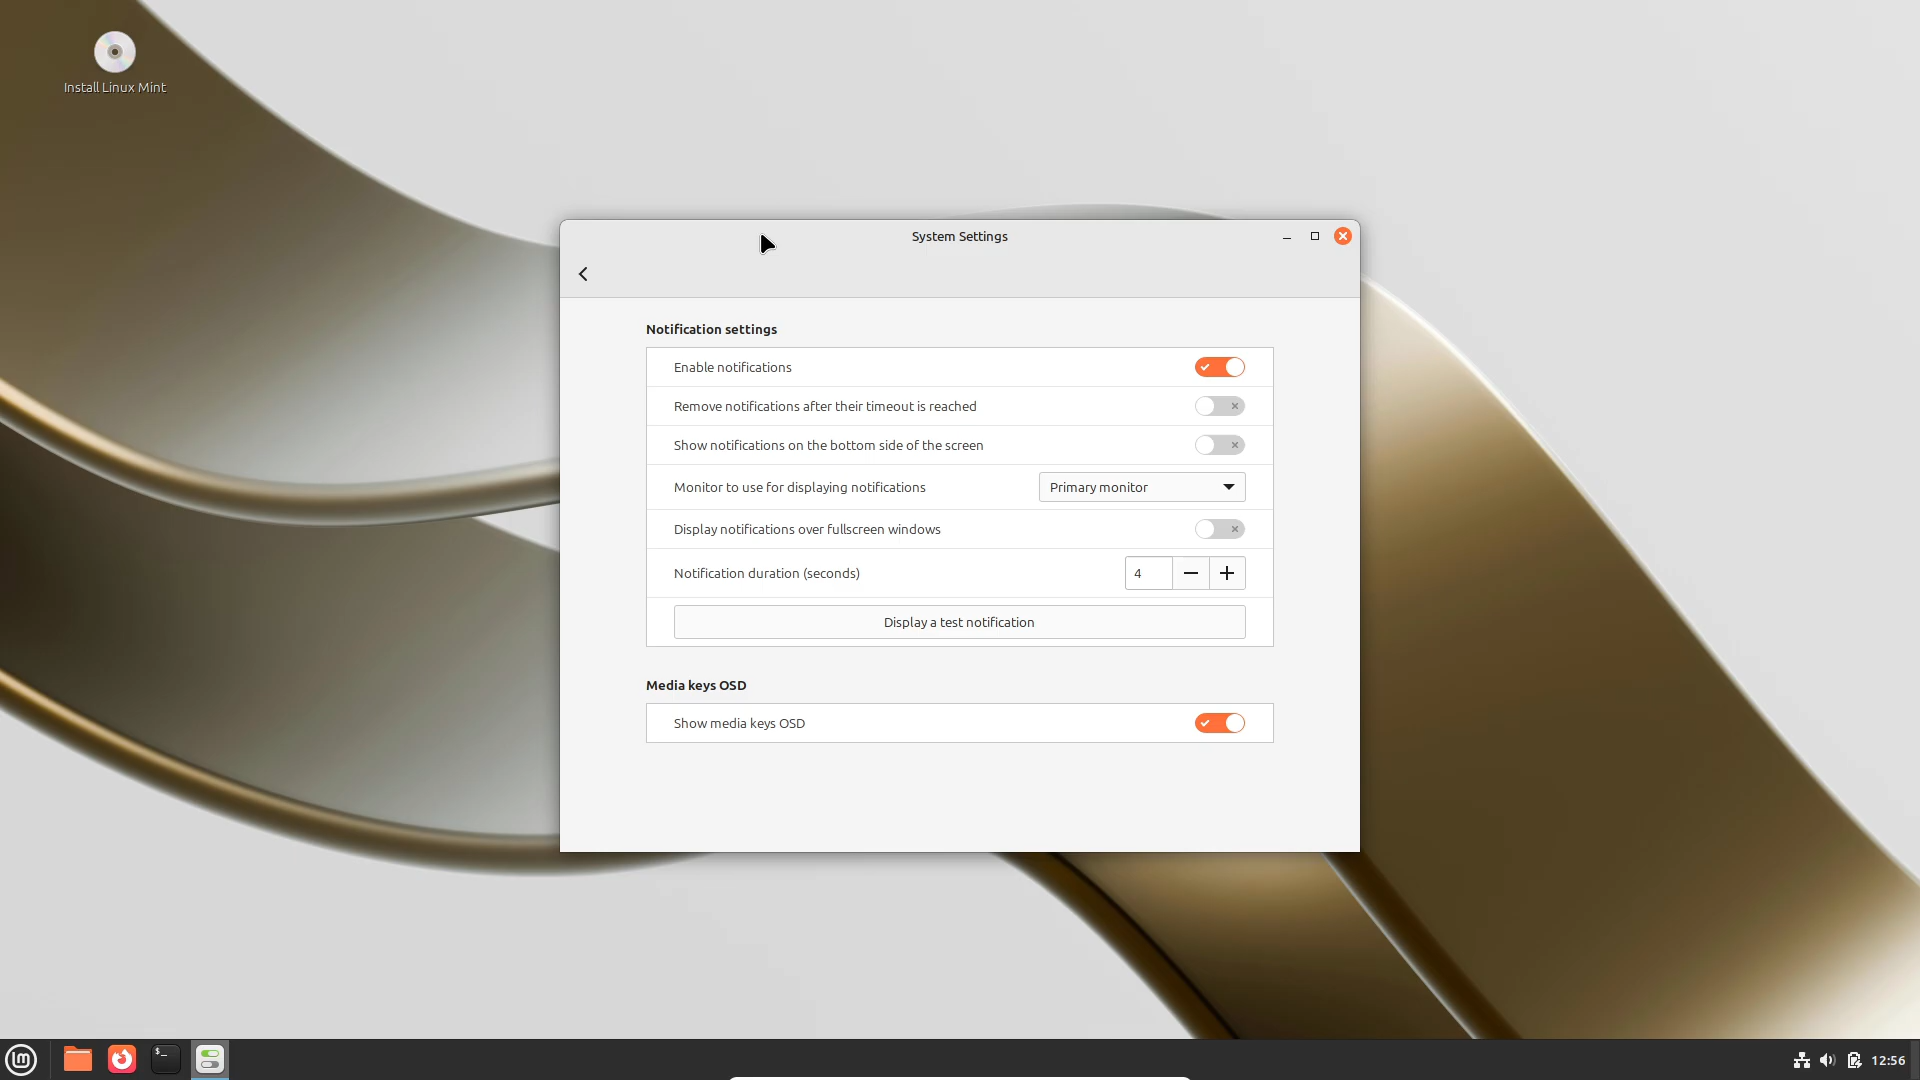 Install Linux Mint
System Settings
Notification settings
Enable notifications
Remove notifications after their timeout is reached
Show notifications on the bottom side of the screen
Monitor to use for displaying notifications
Primary monitor
Display notifications over fullscreen windows
Notification duration (seconds)
4
Display a test notification
Media keys OSD
Show media keys OSD
12:56